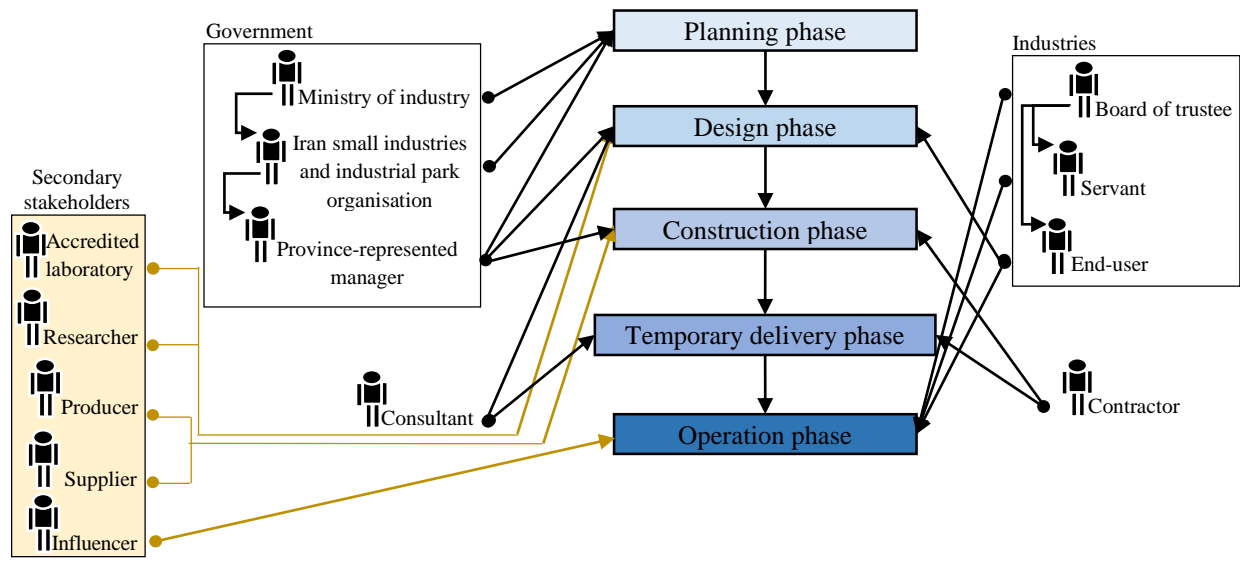 Government
Ministry of industry
Iran small industries
and industrial park
organisation
Province-represented
manager
Secondary
stakeholders
Accredited
laboratory
Researcher
Producer
Supplier
Influencer
Consultant
Planning phase
Design phase
Construction phase
Temporary delivery phase
Operation phase
Industries
Board of trustee
Servant
End-user
Contractor